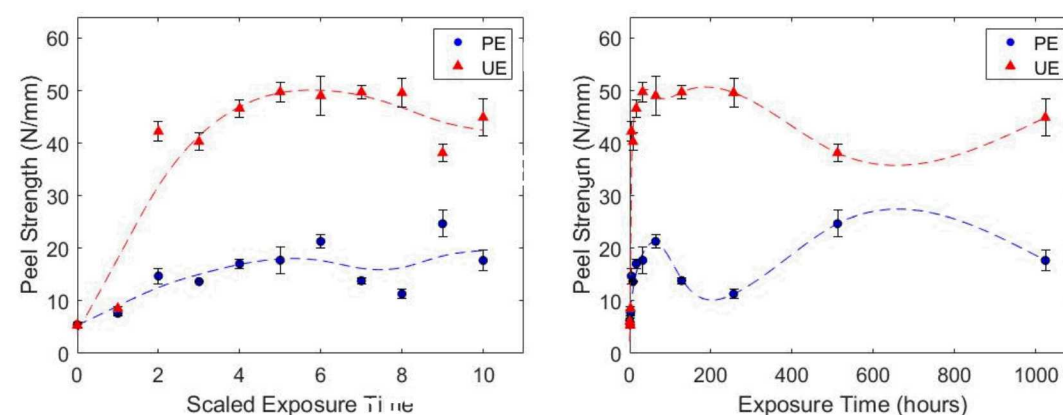 60
50
40
30
20
10
0
Peel Strength (N/mm)
PE
UE
0 2 4 6 8 10
Scaled Exposure
60
50
40
30
20
10
0
Peel Strength (N/mm)
PE
UE
0 200 400 600 800 1000
Exposure Time (hours)